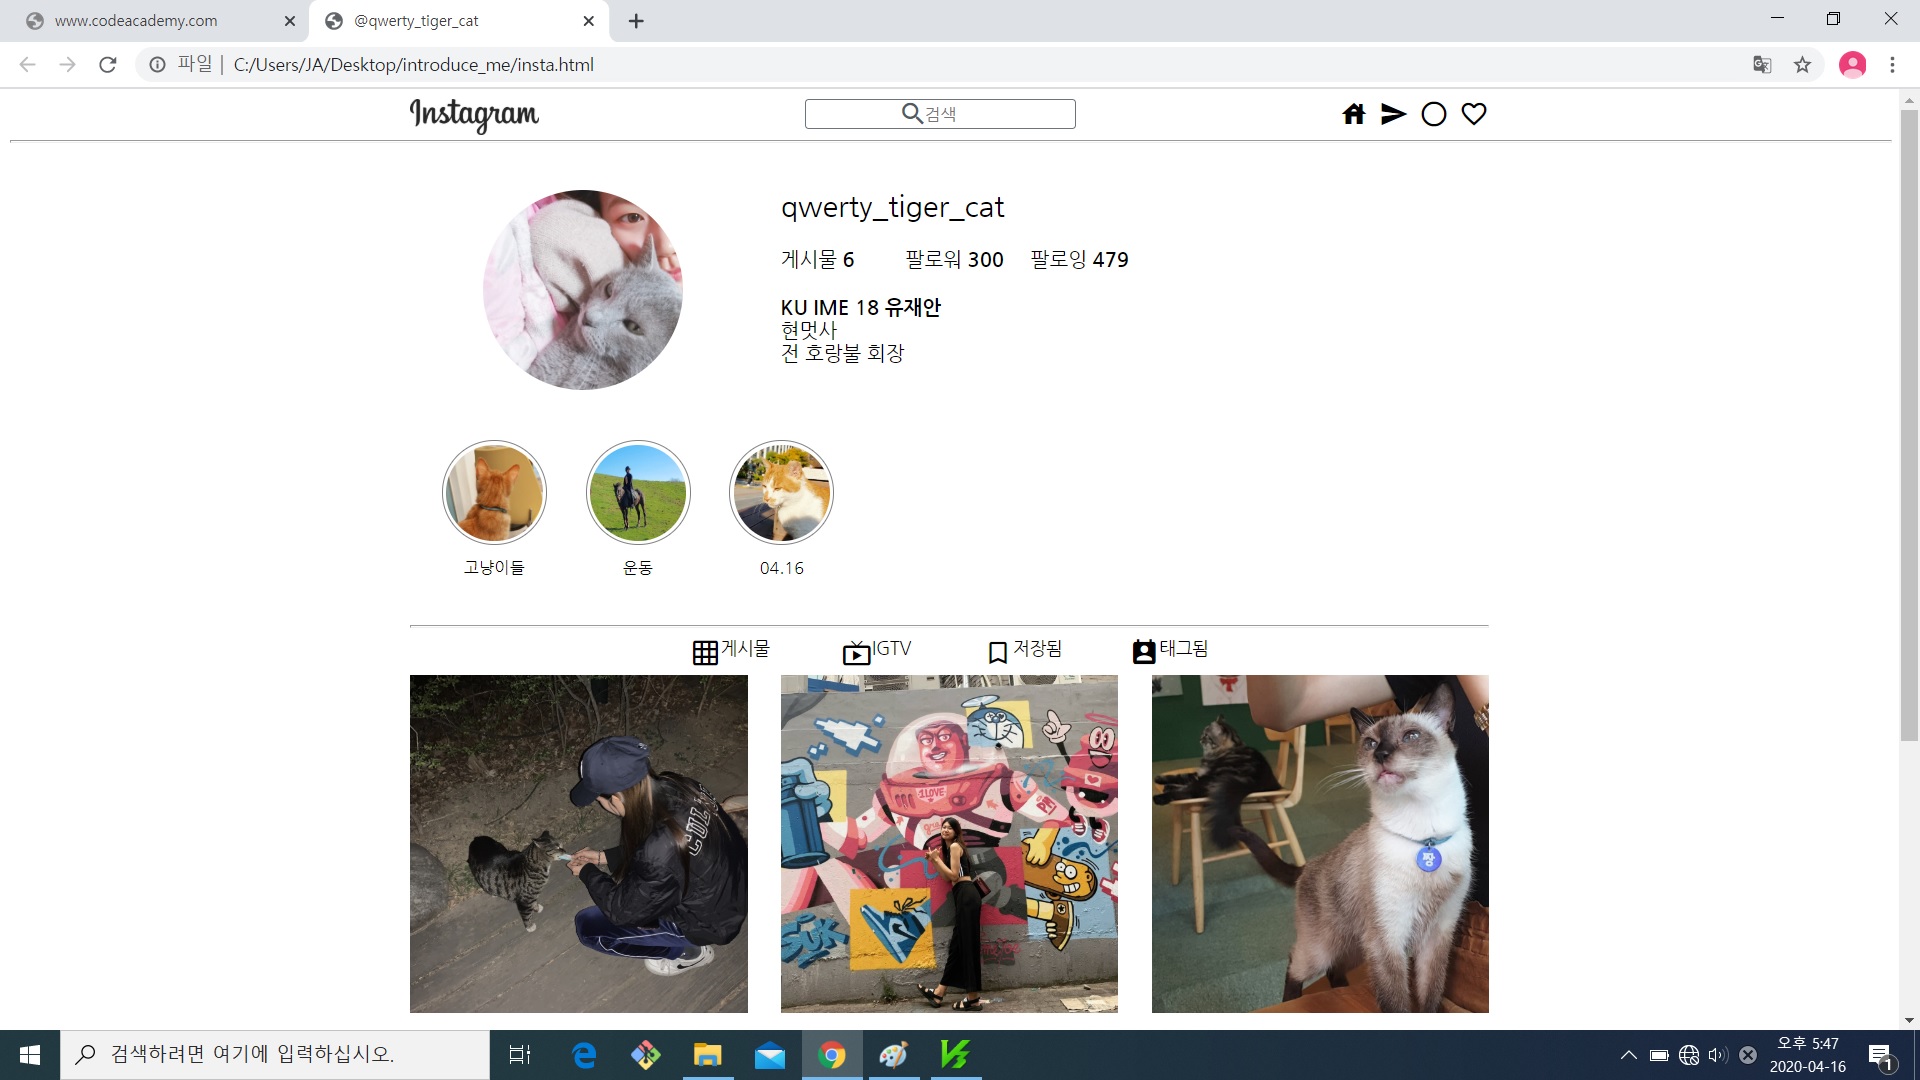 www.codeacademy.com
@qwerty_tiger_cat
파일 | C:/Users/JA/Desktop/introduce_me/insta.html
Instagram
검색
qwerty_tiger_cat
게시물 6 팔로워 300 팔로잉 479
KU IME 18 유재안
현멋사
전 호랑불 회장
고냥이들 운동 04.16
게시물 IGTV 저장됨 태그됨
1LOVE
짱
검색하려면 여기에 입력하십시오.
오후 5:47
2020-04-16
1